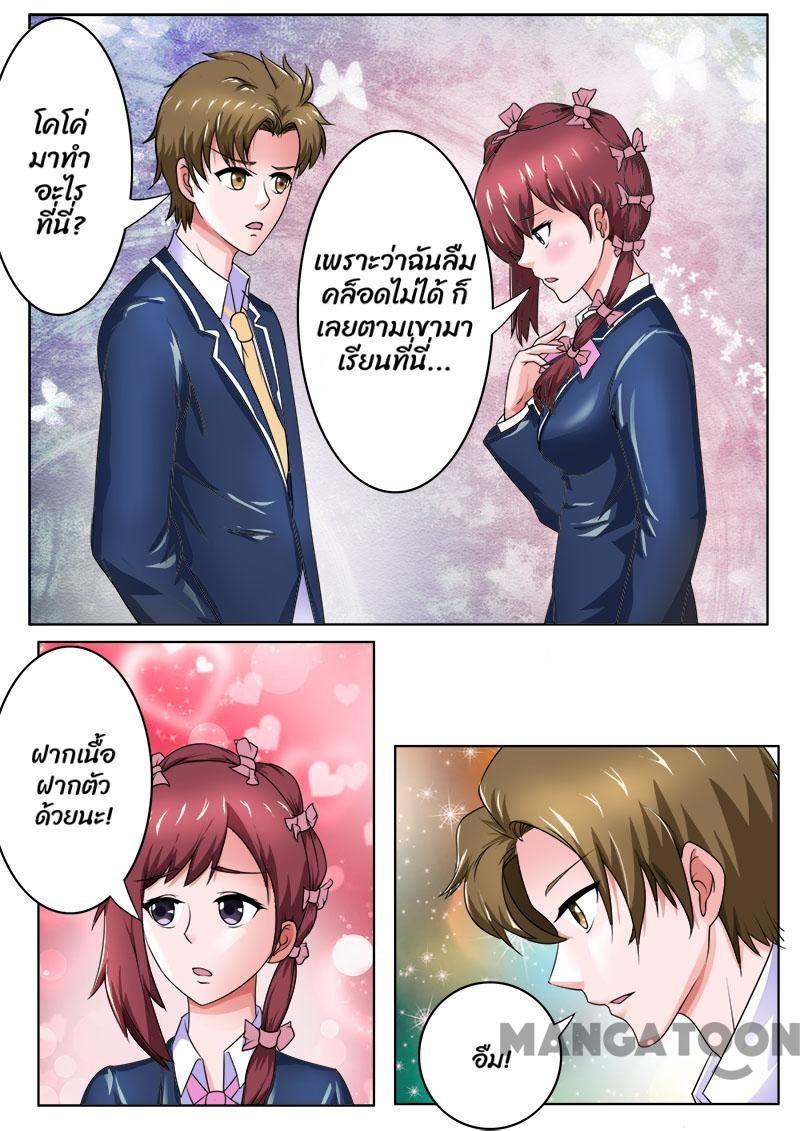 โคโค่
มาทำ
อะไร
ที่นี่?
เพราะว่าฉันลืม
คล็อดไม่ได้ ก็
เลยตามเขามา
เรียนที่นี่...
ฝากเนื้อ
ฝากตัว
ด้วยนะ!
อืม!
MANGATOON